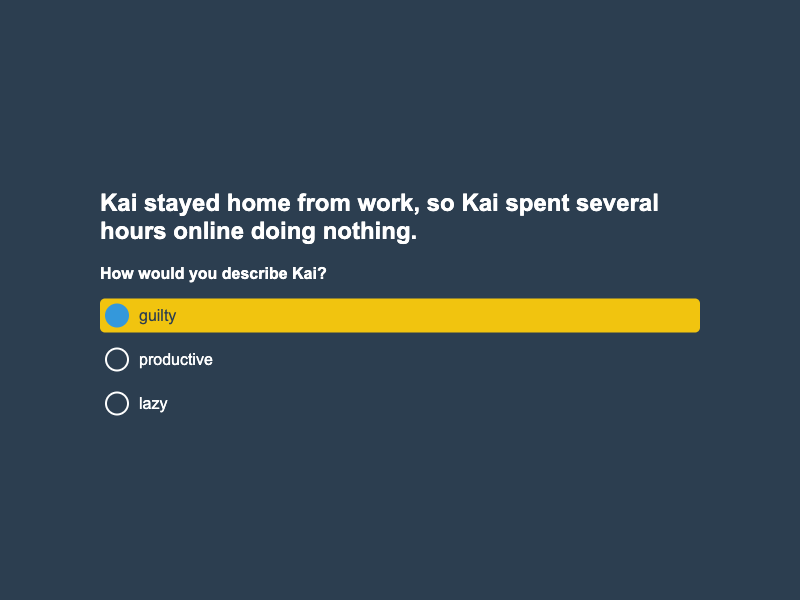 Kai stayed home from work, so Kai spent several
hours online doing nothing.
How would you describe Kai?
guilty
productive
lazy